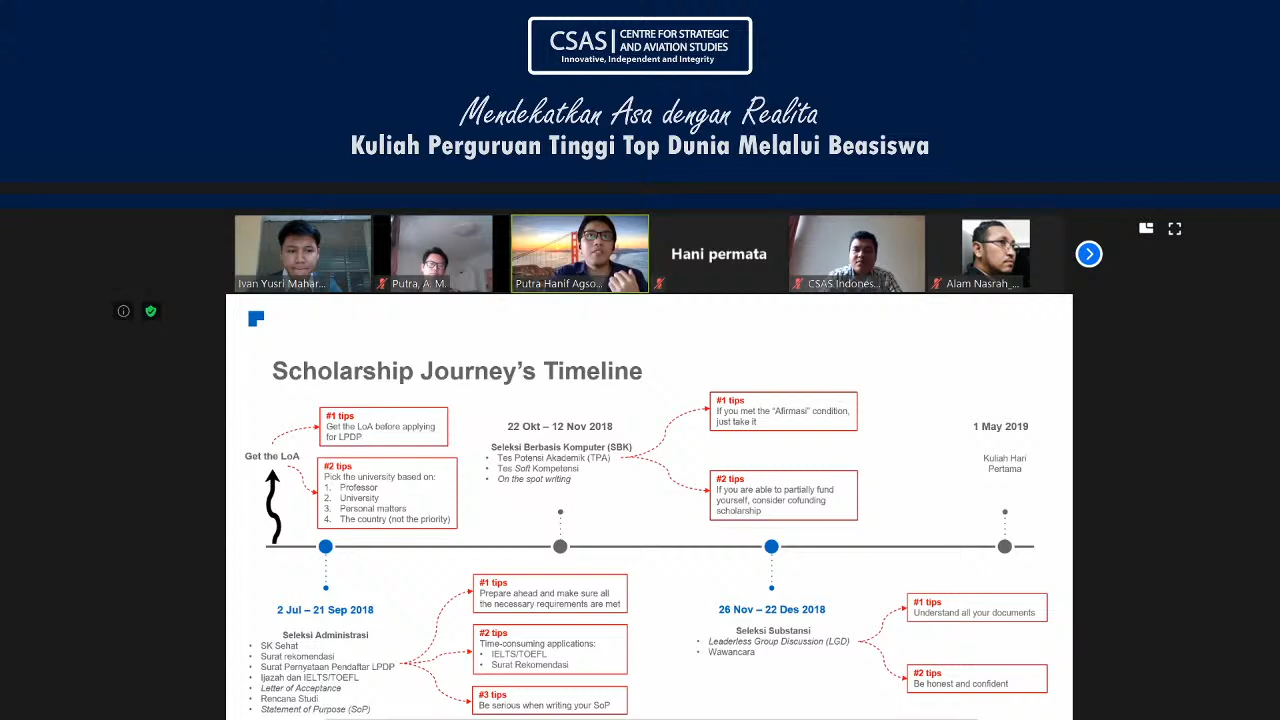 CSAS | CENTRE FOR STRATEGIC
AND AVIATION STUDIES
Innovative, Independent and Integrity
Mendekatkan Asa dengan Realita
Kuliah Perguruan Tinggi Top Dunia Melalui Beasiswa
Ivan Yusri Mahar...
Putra, A. M.
Putra Hanif Agso...
Hani permata
CSAS Indones...
Alam Nasrah_...
Scholarship Journey's Timeline
#1 tips
Get the LoA before applying
for LPDP
Get the LoA
#2 tips
Pick the university based on:
1. Professor
2. University
3. Personal matters
4. The country (not the priority)
22 Okt – 12 Nov 2018
Seleksi Berbasis Komputer (SBK)
• Tes Potensi Akademik (TPA)
• Tes Soft Kompetensi
• On the spot writing
#1 tips
If you met the “Afirmasi” condition,
just take it
#2 tips
If you are able to partially fund
yourself, consider cofunding
scholarship
1 May 2019
Kuliah Hari
Pertama
2 Jul – 21 Sep 2018
Seleksi Administrasi
• SK Sehat
• Surat rekomendasi
• Surat Pernyataan Pendaftar LPDP
• Ijazah dan IELTS/TOEFL
• Letter of Acceptance
• Rencana Studi
• Statement of Purpose (SoP)
#1 tips
Prepare ahead and make sure all
the necessary requirements are met
#2 tips
Time-consuming applications:
• IELTS/TOEFL
• Surat Rekomendasi
#3 tips
Be serious when writing your SoP
26 Nov – 22 Des 2018
Seleksi Substansi
• Leaderless Group Discussion (LGD)
• Wawancara
#1 tips
Understand all your documents
#2 tips
Be honest and confident